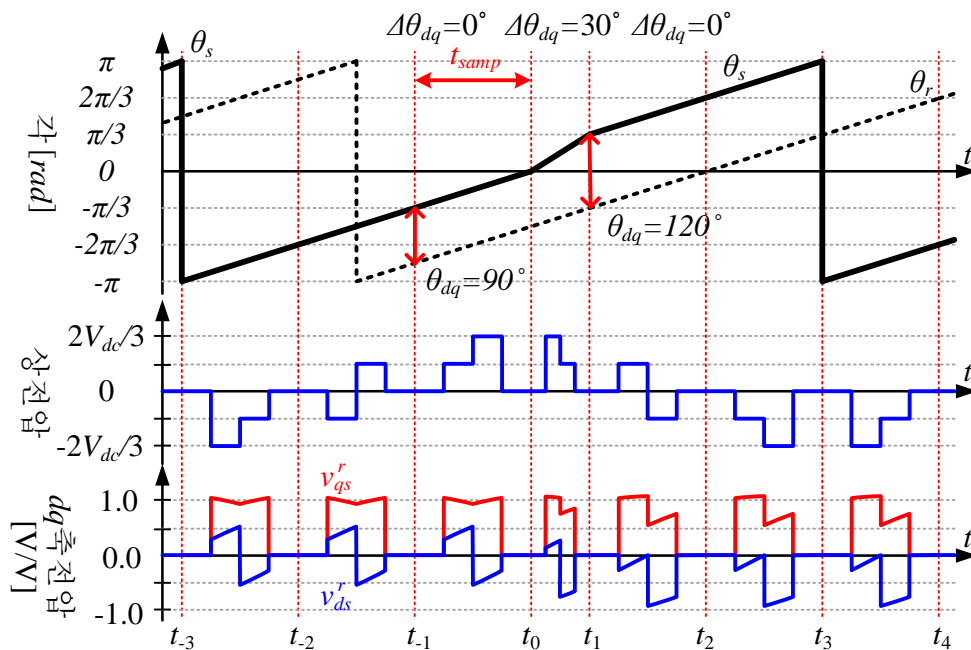 Δθdq=0° Δθdq=30° Δθdq=0°
θs
tsamp
θs
θr
π
2π/3
π/3
0
-π/3
-2π/3
-π
각 [rad]
t
θdq=90°
θdq=120°
2Vdc/3
0
-2Vdc/3
상전압
t
1.0
0.0
-1.0
dq축전압
[V/V]
vqsr
vdsr
t
t-3 t-2 t-1 t0 t1 t2 t3 t4